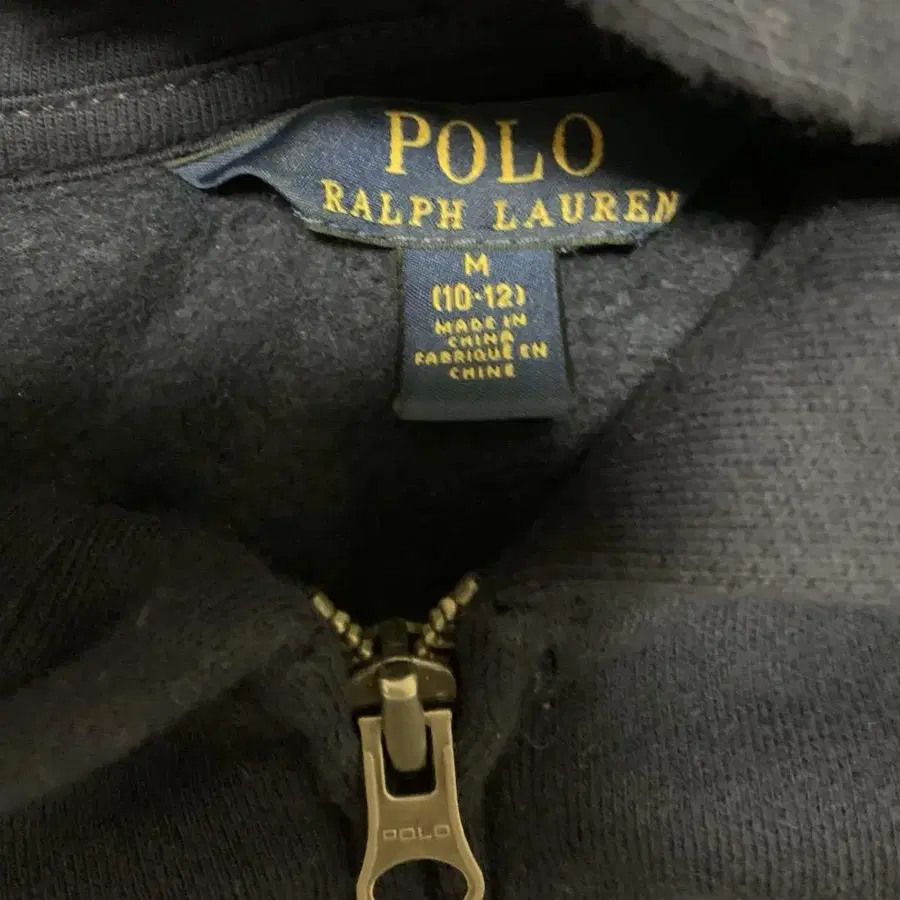 POLO
RALPH LAUREN
M
(10-12)
MADE IN
CHINA
FABRIQUÉ EN
CHINE
POLO